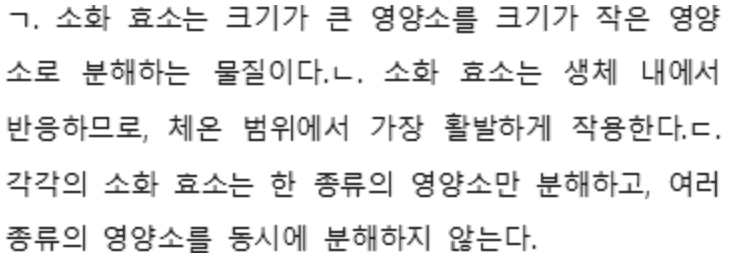 ㄱ. 소화 효소는 크기가 큰 영양소를 크기가 작은 영양
소로 분해하는 물질이다.ㄴ. 소화 효소는 생체 내에서
반응하므로, 체온 범위에서 가장 활발하게 작용한다.ㄷ.
각각의 소화 효소는 한 종류의 영양소만 분해하고, 여러
종류의 영양소를 동시에 분해하지 않는다.